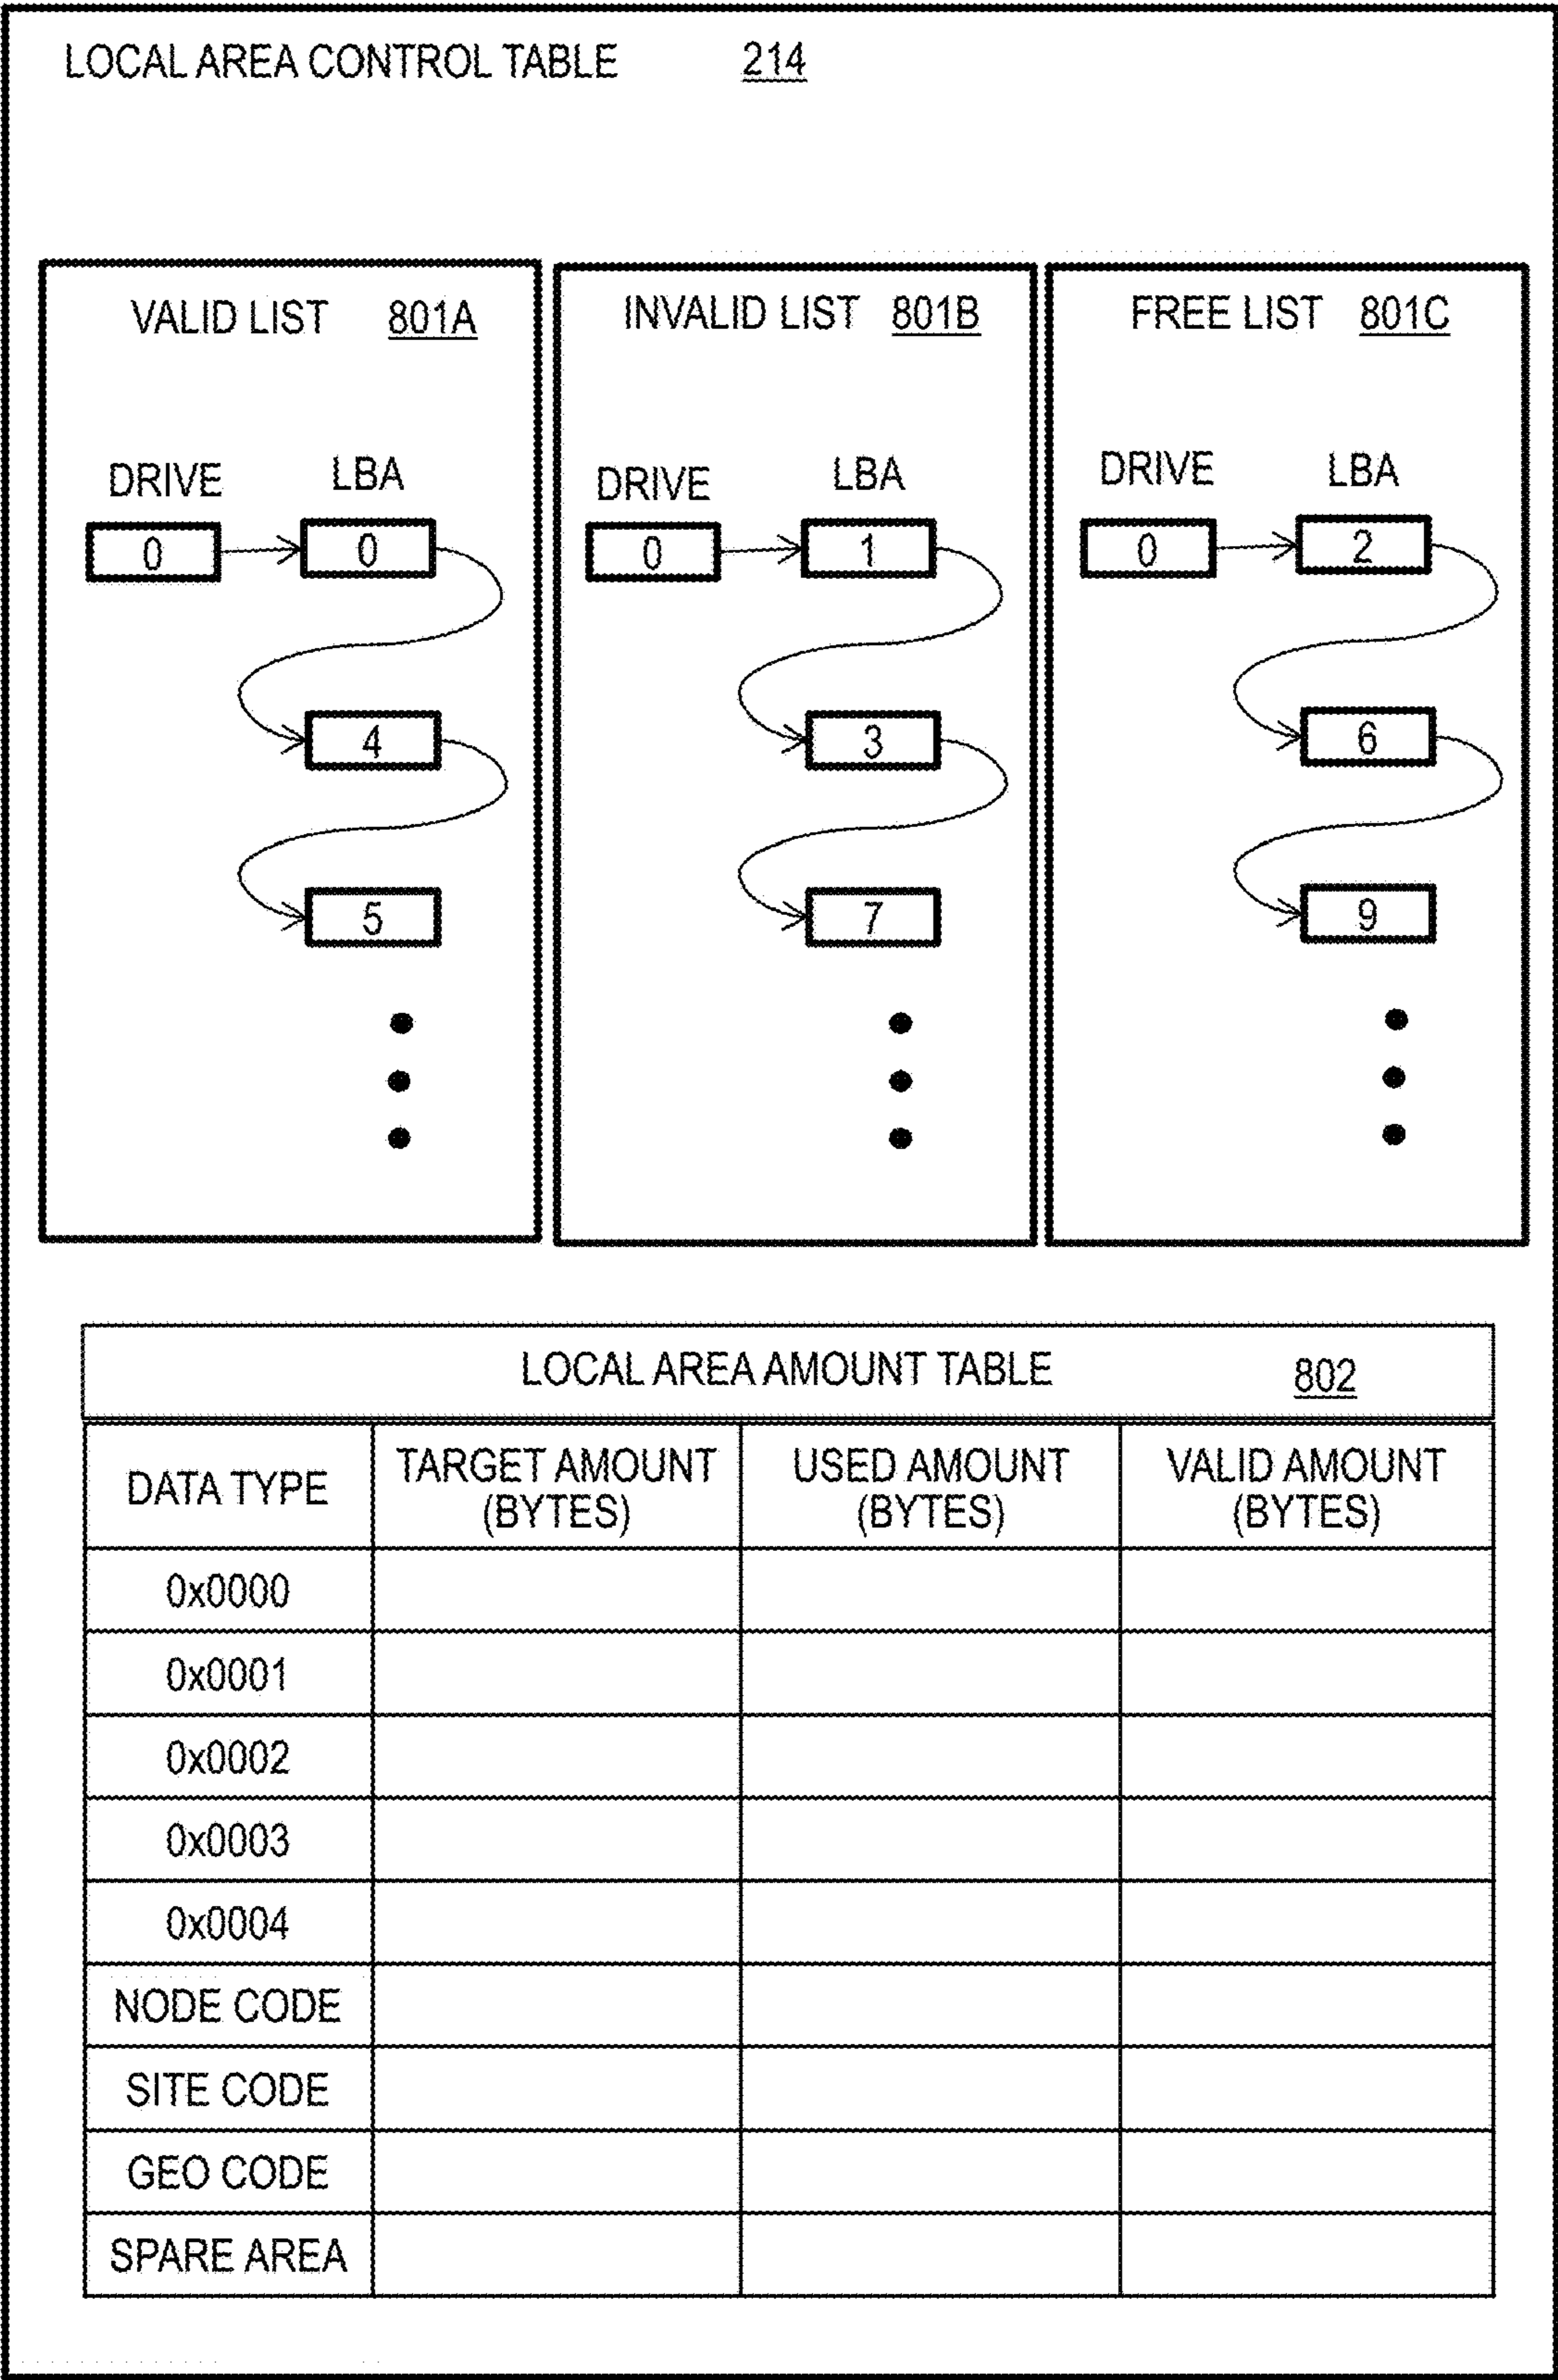 LOCAL AREA CONTROL TABLE 214
VALID LIST 801A
DRIVE LBA
0 0
4
5
INVALID LIST 801B
DRIVE LBA
0 1
3
7
FREE LIST 801C
DRIVE LBA
0 2
6
9
LOCAL AREA AMOUNT TABLE 802
DATA TYPE
TARGET AMOUNT
(BYTES)
USED AMOUNT
(BYTES)
VALID AMOUNT
(BYTES)
0x0000
0x0001
0x0002
0x0003
0x0004
NODE CODE
SITE CODE
GEO CODE
SPARE AREA